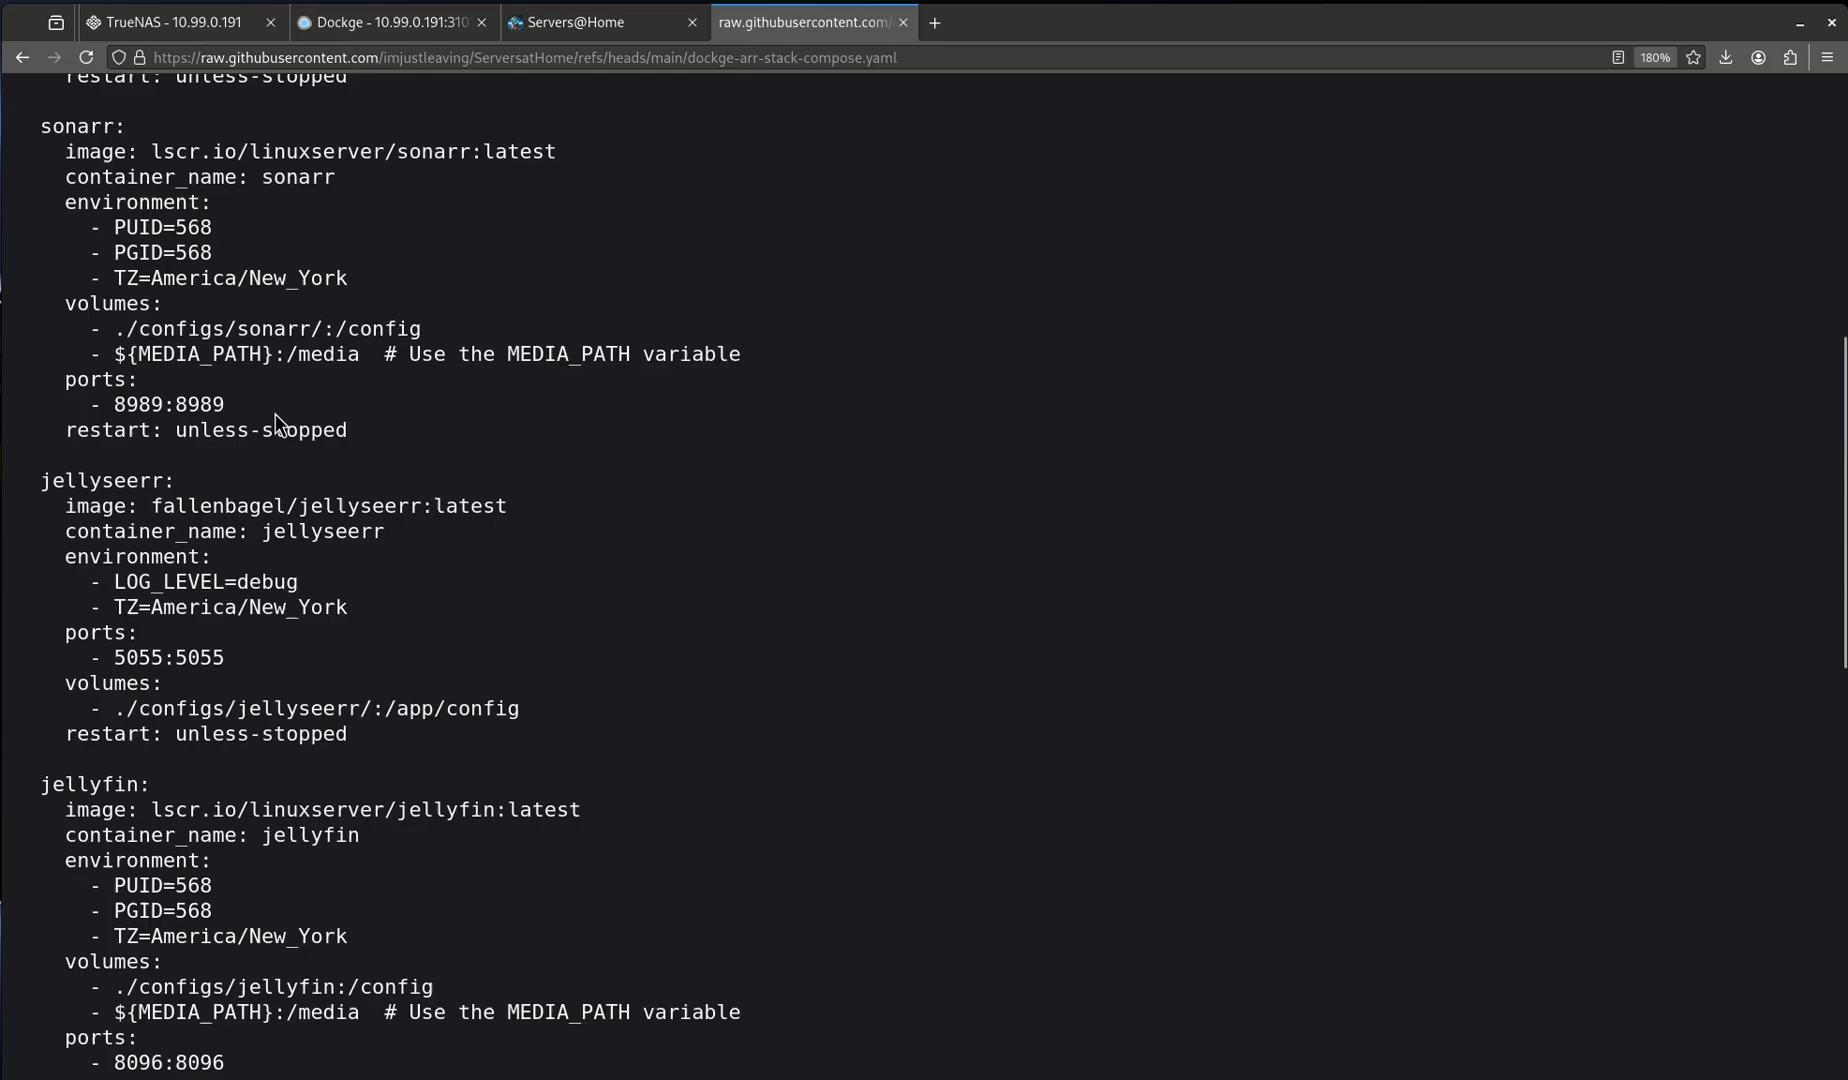 TrueNAS - 10.99.0.191
Dockge - 10.99.0.191:310
Servers@Home
raw.githubusercontent.com/
https://raw.githubusercontent.com/imjustleaving/ServersatHome/refs/heads/main/dockge-arr-stack-compose.yaml
180%
restart: unless-stopped
sonarr:
image: lscr.io/linuxserver/sonarr:latest
container_name: sonarr
environment:
- PUID=568
- PGID=568
- TZ=America/New_York
volumes:
- ./configs/sonarr/:/config
- ${MEDIA_PATH}:/media # Use the MEDIA_PATH variable
ports:
- 8989:8989
restart: unless-stopped
jellyseerr:
image: fallenbagel/jellyseerr:latest
container_name: jellyseerr
environment:
- LOG_LEVEL=debug
- TZ=America/New_York
ports:
- 5055:5055
volumes:
- ./configs/jellyseerr/:/app/config
restart: unless-stopped
jellyfin:
image: lscr.io/linuxserver/jellyfin:latest
container_name: jellyfin
environment:
- PUID=568
- PGID=568
- TZ=America/New_York
volumes:
- ./configs/jellyfin:/config
- ${MEDIA_PATH}:/media # Use the MEDIA_PATH variable
ports:
- 8096:8096